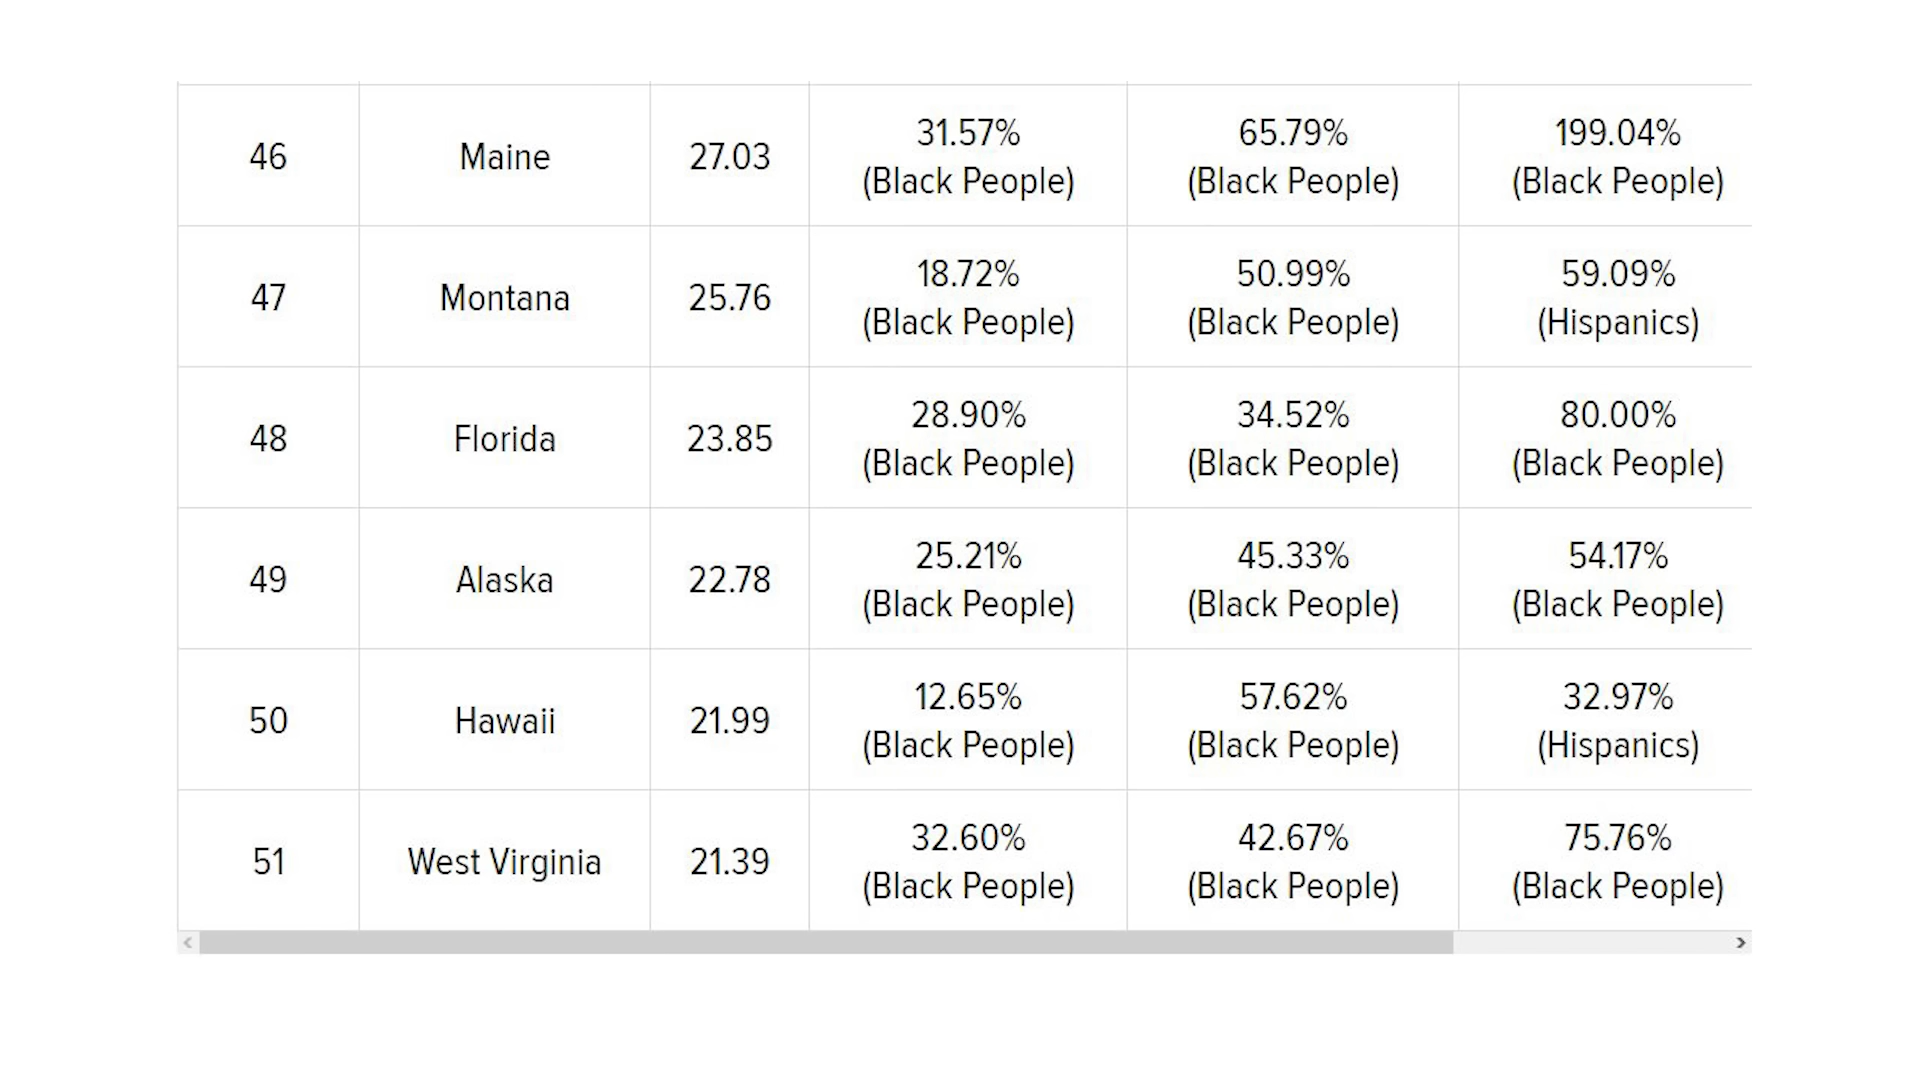 46 Maine 27.03 31.57% (Black People) 65.79% (Black People) 199.04% (Black People)
47 Montana 25.76 18.72% (Black People) 50.99% (Black People) 59.09% (Hispanics)
48 Florida 23.85 28.90% (Black People) 34.52% (Black People) 80.00% (Black People)
49 Alaska 22.78 25.21% (Black People) 45.33% (Black People) 54.17% (Black People)
50 Hawaii 21.99 12.65% (Black People) 57.62% (Black People) 32.97% (Hispanics)
51 West Virginia 21.39 32.60% (Black People) 42.67% (Black People) 75.76% (Black People)